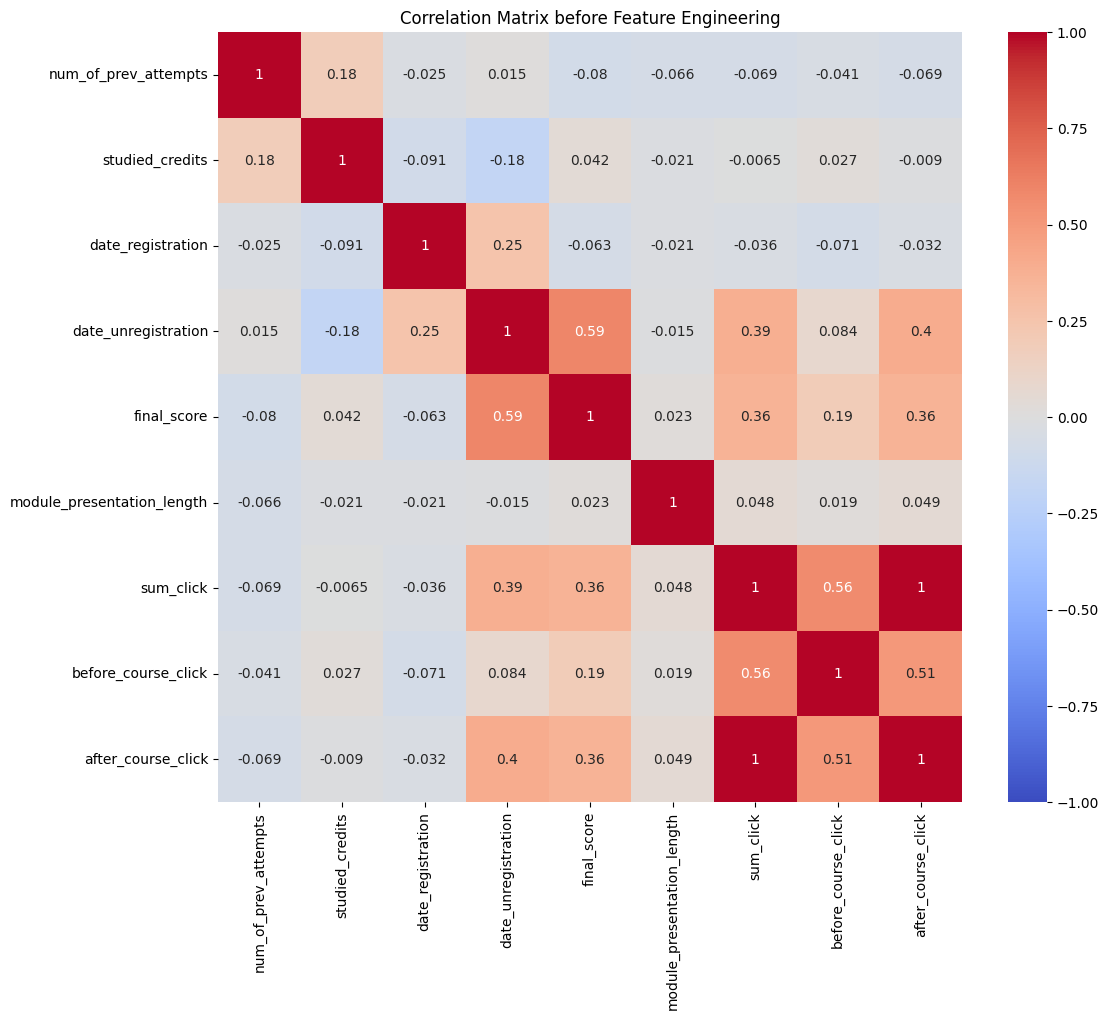 Correlation Matrix before Feature Engineering
num_of_prev_attempts 1 0.18 -0.025 0.015 -0.08 -0.066 -0.069 -0.041 -0.069
studied_credits 0.18 1 -0.091 -0.18 0.042 -0.021 -0.0065 0.027 -0.009
date_registration -0.025 -0.091 1 0.25 -0.063 -0.021 -0.036 -0.071 -0.032
date_unregistration 0.015 -0.18 0.25 1 0.59 -0.015 0.39 0.084 0.4
final_score -0.08 0.042 -0.063 0.59 1 0.023 0.36 0.19 0.36
module_presentation_length -0.066 -0.021 -0.021 -0.015 0.023 1 0.048 0.019 0.049
sum_click -0.069 -0.0065 -0.036 0.39 0.36 0.048 1 0.56 1
before_course_click -0.041 0.027 -0.071 0.084 0.19 0.019 0.56 1 0.51
after_course_click -0.069 -0.009 -0.032 0.4 0.36 0.049 1 0.51 1
num_of_prev_attempts
studied_credits
date_registration
date_unregistration
final_score
module_presentation_length
sum_click
before_course_click
after_course_click
1.00
0.75
0.50
0.25
0.00
−0.25
−0.50
−0.75
−1.00